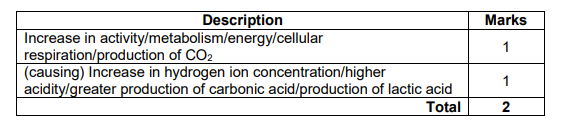 Description Marks
Increase in activity/metabolism/energy/cellular
respiration/production of CO₂ 1
(causing) Increase in hydrogen ion concentration/higher
acidity/greater production of carbonic acid/production of lactic acid 1
Total 2